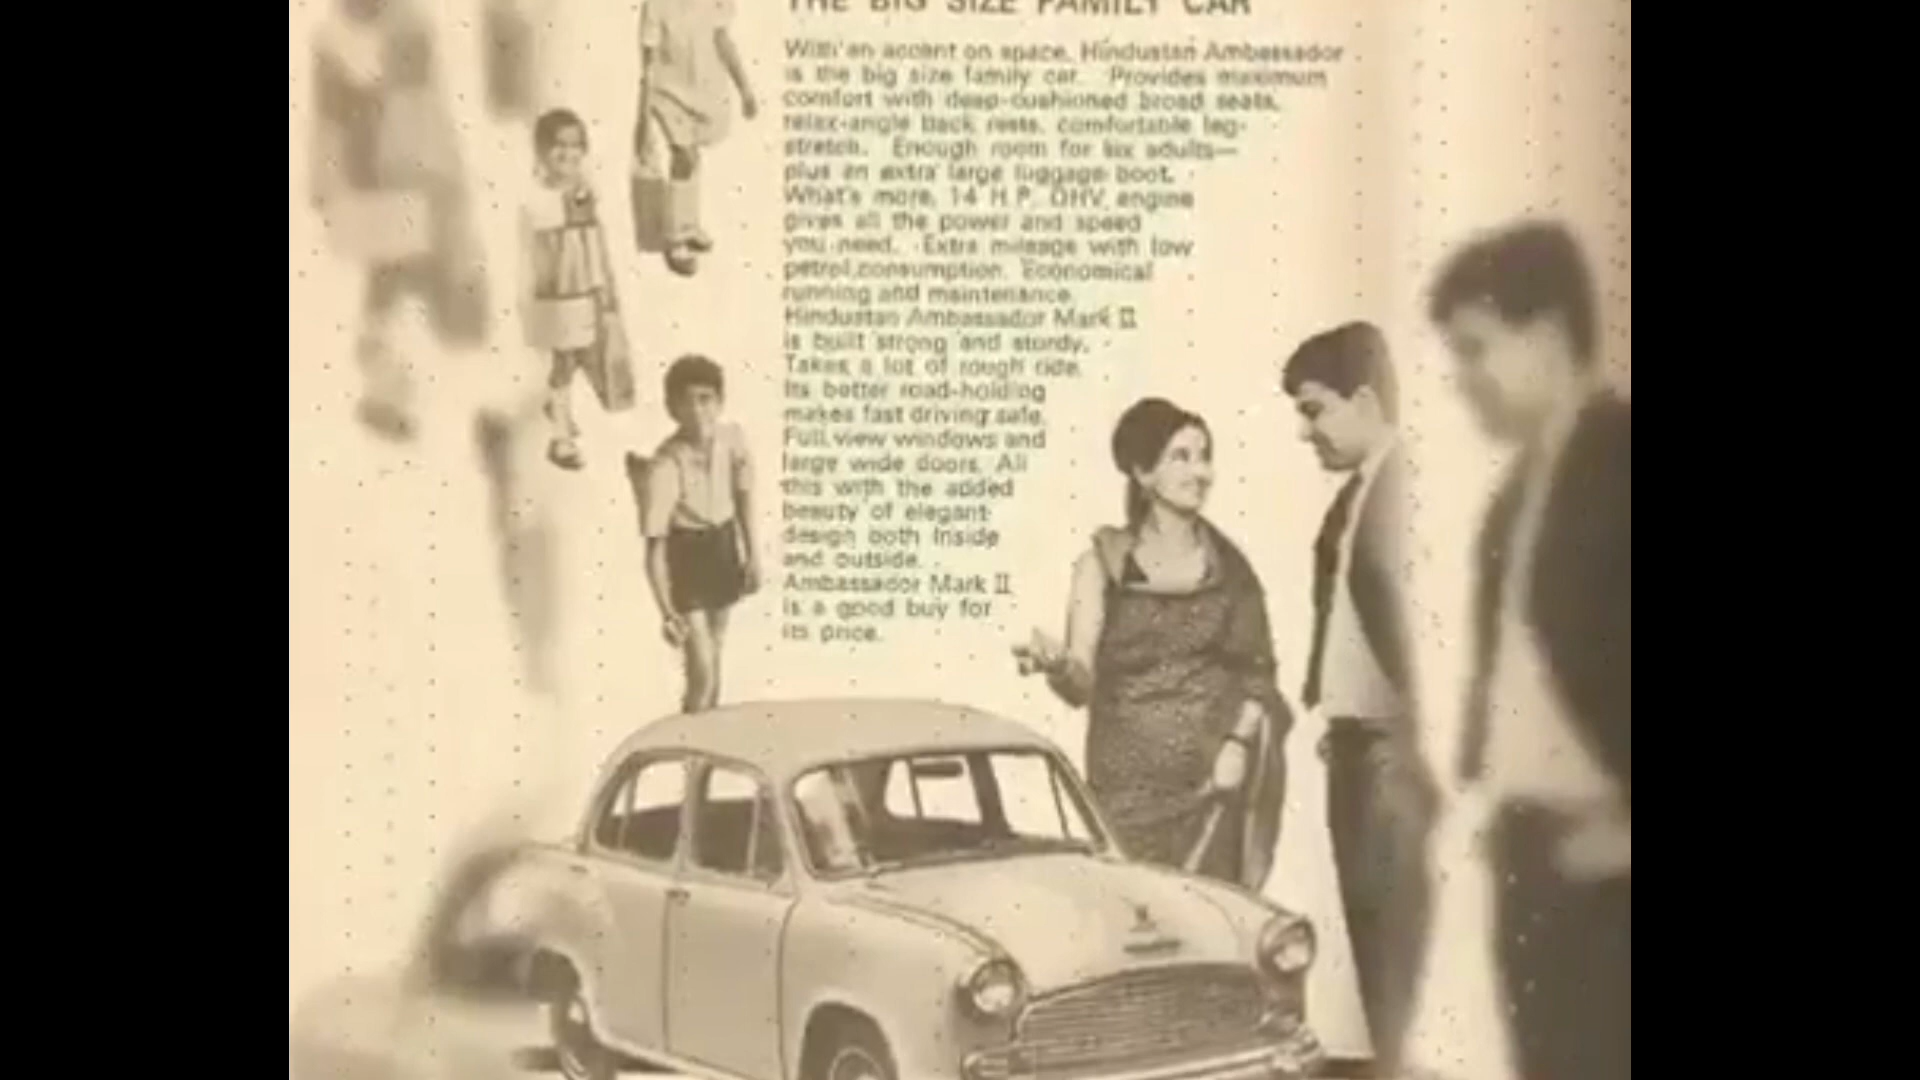 THE BIG SIZE FAMILY CAR
With an accent on space, Hindustan Ambassador
is the big size family car. Provides maximum
comfort with deep-cushioned broad seats,
relax-angle back rests, comfortable leg-
stretch. Enough room for six adults—
plus an extra large luggage boot.
What's more, 14 H.P. OHV engine
gives all the power and speed
you need. Extra mileage with low
petrol consumption. Economical
running and maintenance.
Hindustan Ambassador Mark II
is built strong and sturdy.
Takes a lot of rough ride.
Its better road-holding
makes fast driving safe.
Full view windows and
large wide doors. All
this with the added
beauty of elegant
design both inside
and outside.
Ambassador Mark II
is a good buy for
its price.